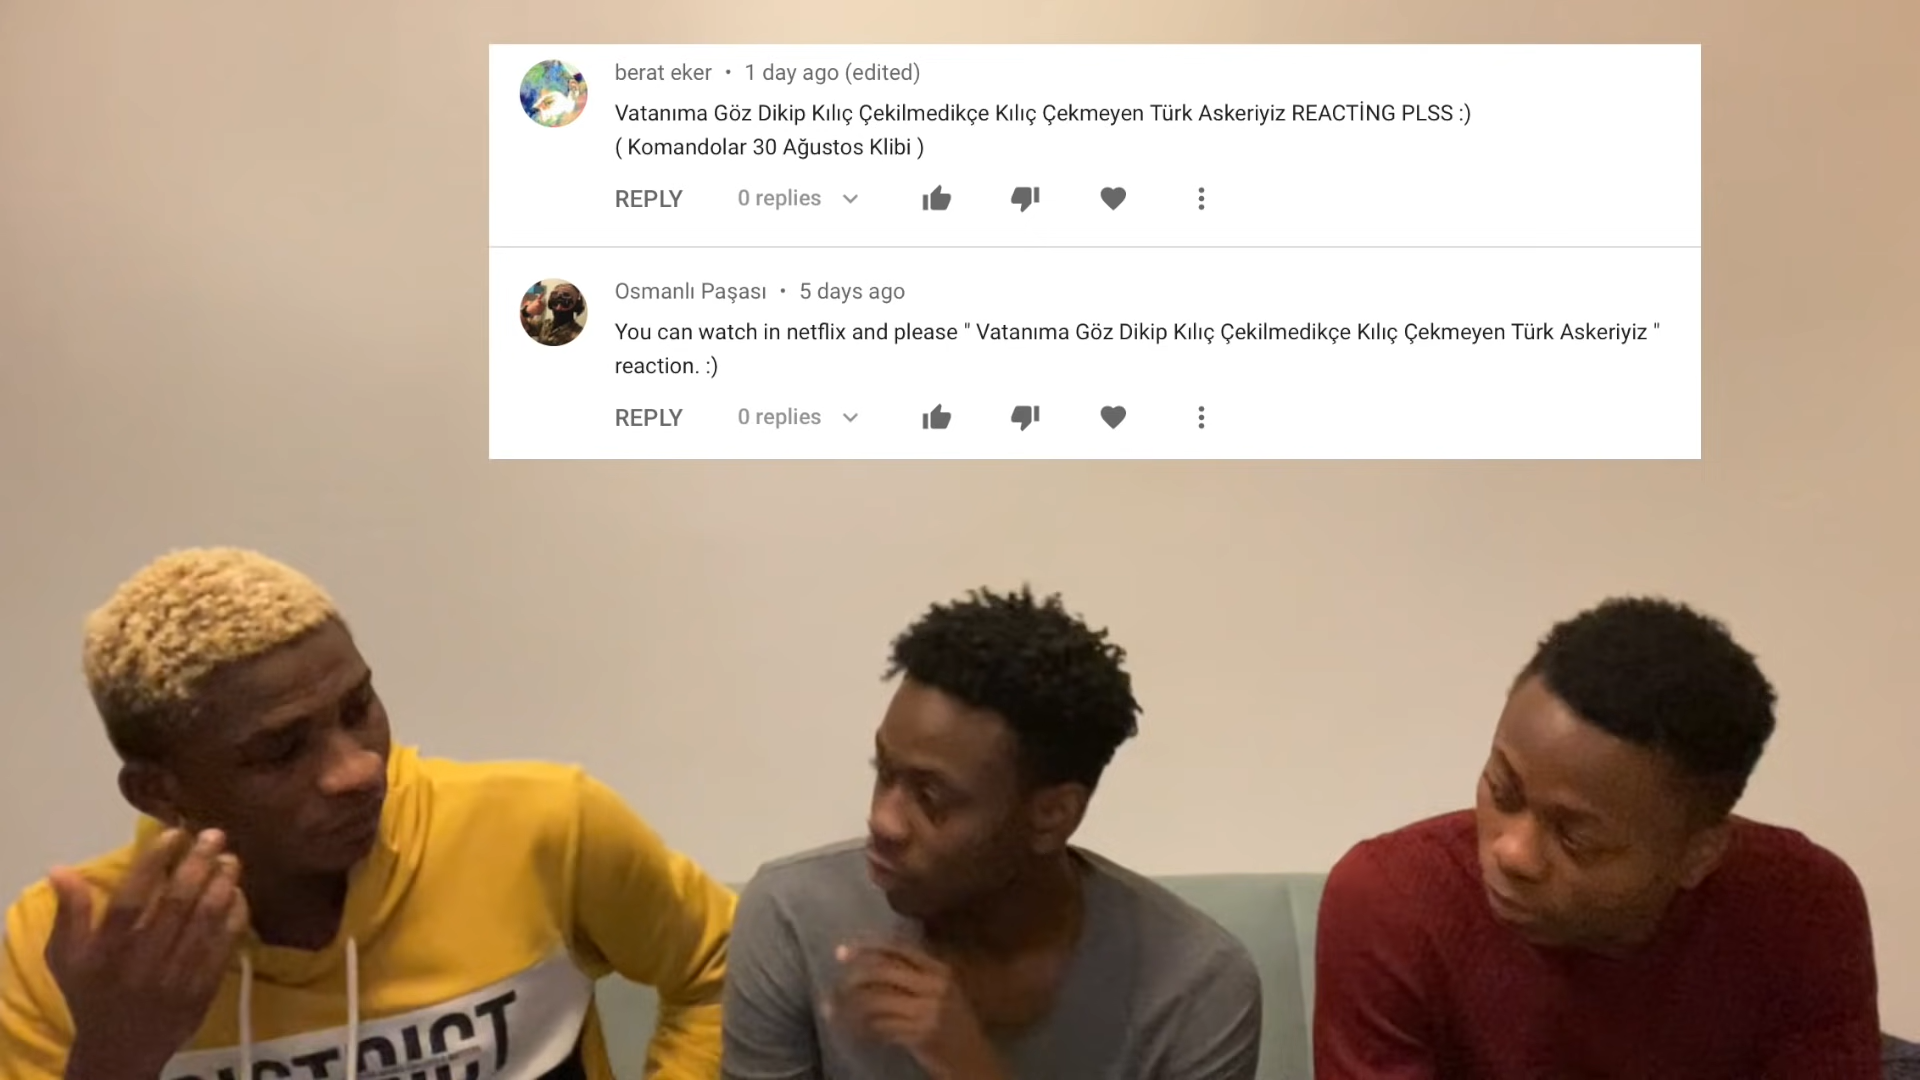 berat eker • 1 day ago (edited)
Vatanıma Göz Dikip Kılıç Çekilmedikçe Kılıç Çekmeyen Türk Askeriyiz REACTİNG PLSS :)
( Komandolar 30 Ağustos Klibi )
REPLY 0 replies
Osmanlı Paşası • 5 days ago
You can watch in netflix and please " Vatanıma Göz Dikip Kılıç Çekilmedikçe Kılıç Çekmeyen Türk Askeriyiz "
reaction. :)
REPLY 0 replies
DISTRICT